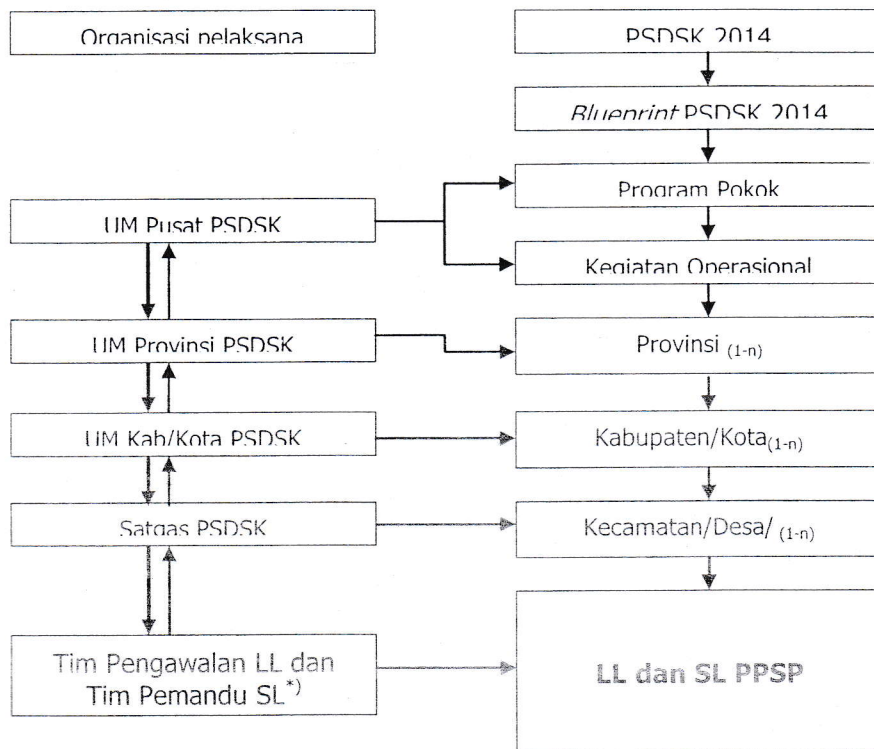 Organisasi pelaksana
PSDSK 2014
Blueprint PSDSK 2014
Program Pokok
UM Pusat PSDSK
Kegiatan Operasional
UM Provinsi PSDSK
Provinsi (1-n)
UM Kab/Kota PSDSK
Kabupaten/Kota(1-n)
Satgas PSDSK
Kecamatan/Desa/ (1-n)
Tim Pengawalan LL dan
Tim Pemandu SL*)
LL dan SL PPSP